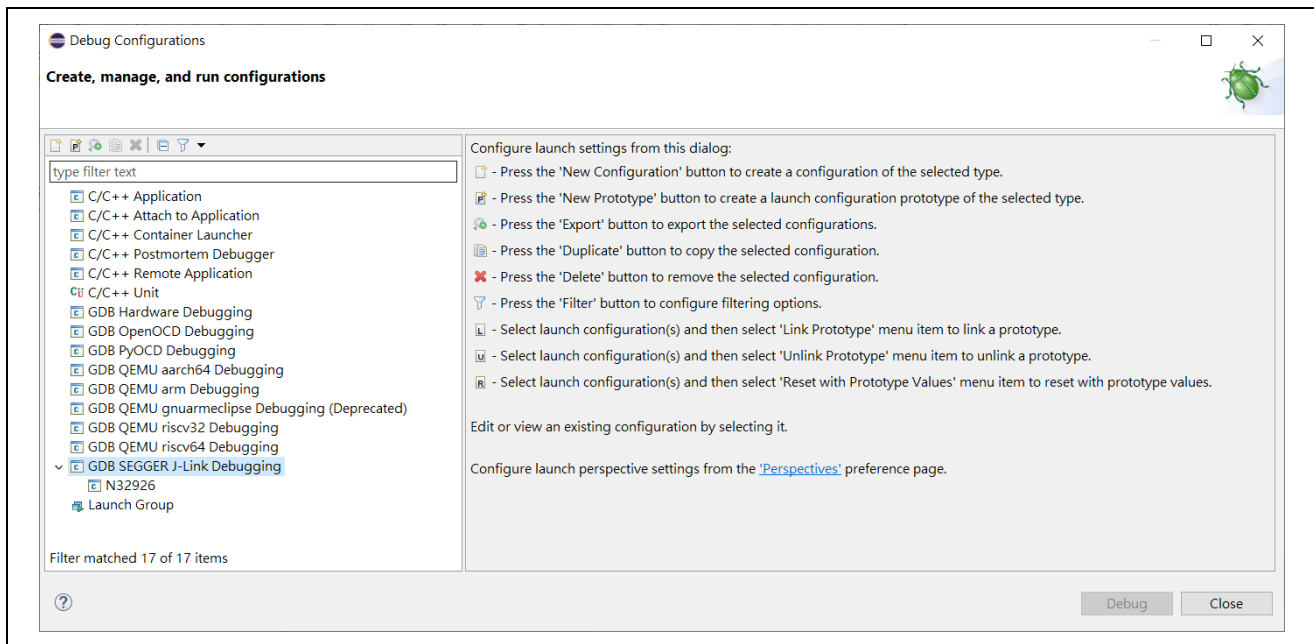 Debug Configurations
Create, manage, and run configurations
type filter text
C/C++ Application
C/C++ Attach to Application
C/C++ Container Launcher
C/C++ Postmortem Debugger
C/C++ Remote Application
C/C++ Unit
GDB Hardware Debugging
GDB OpenOCD Debugging
GDB PyOCD Debugging
GDB QEMU aarch64 Debugging
GDB QEMU arm Debugging
GDB QEMU gnuarmeclipse Debugging (Deprecated)
GDB QEMU riscv32 Debugging
GDB QEMU riscv64 Debugging
GDB SEGGER J-Link Debugging
N32926
Launch Group
Filter matched 17 of 17 items
Configure launch settings from this dialog:
- Press the 'New Configuration' button to create a configuration of the selected type.
- Press the 'New Prototype' button to create a launch configuration prototype of the selected type.
- Press the 'Export' button to export the selected configurations.
- Press the 'Duplicate' button to copy the selected configuration.
- Press the 'Delete' button to remove the selected configuration.
- Press the 'Filter' button to configure filtering options.
- Select launch configuration(s) and then select 'Link Prototype' menu item to link a prototype.
- Select launch configuration(s) and then select 'Unlink Prototype' menu item to unlink a prototype.
- Select launch configuration(s) and then select 'Reset with Prototype Values' menu item to reset with prototype values.
Edit or view an existing configuration by selecting it.
Configure launch perspective settings from the 'Perspectives' preference page.
Debug
Close